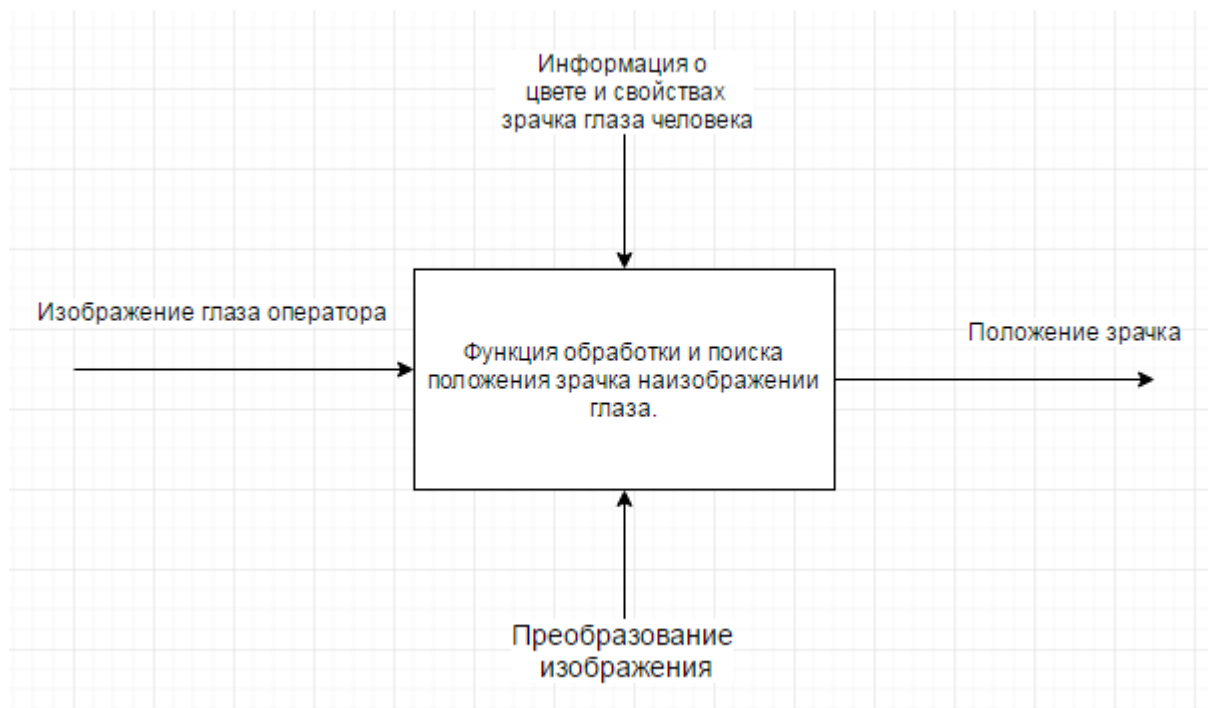 Информация о
цвете и свойствах
зрачка глаза человека
Изображение глаза оператора
Функция обработки и поиска
положения зрачка наизображении
глаза.
Положение зрачка
Преобразование
изображения